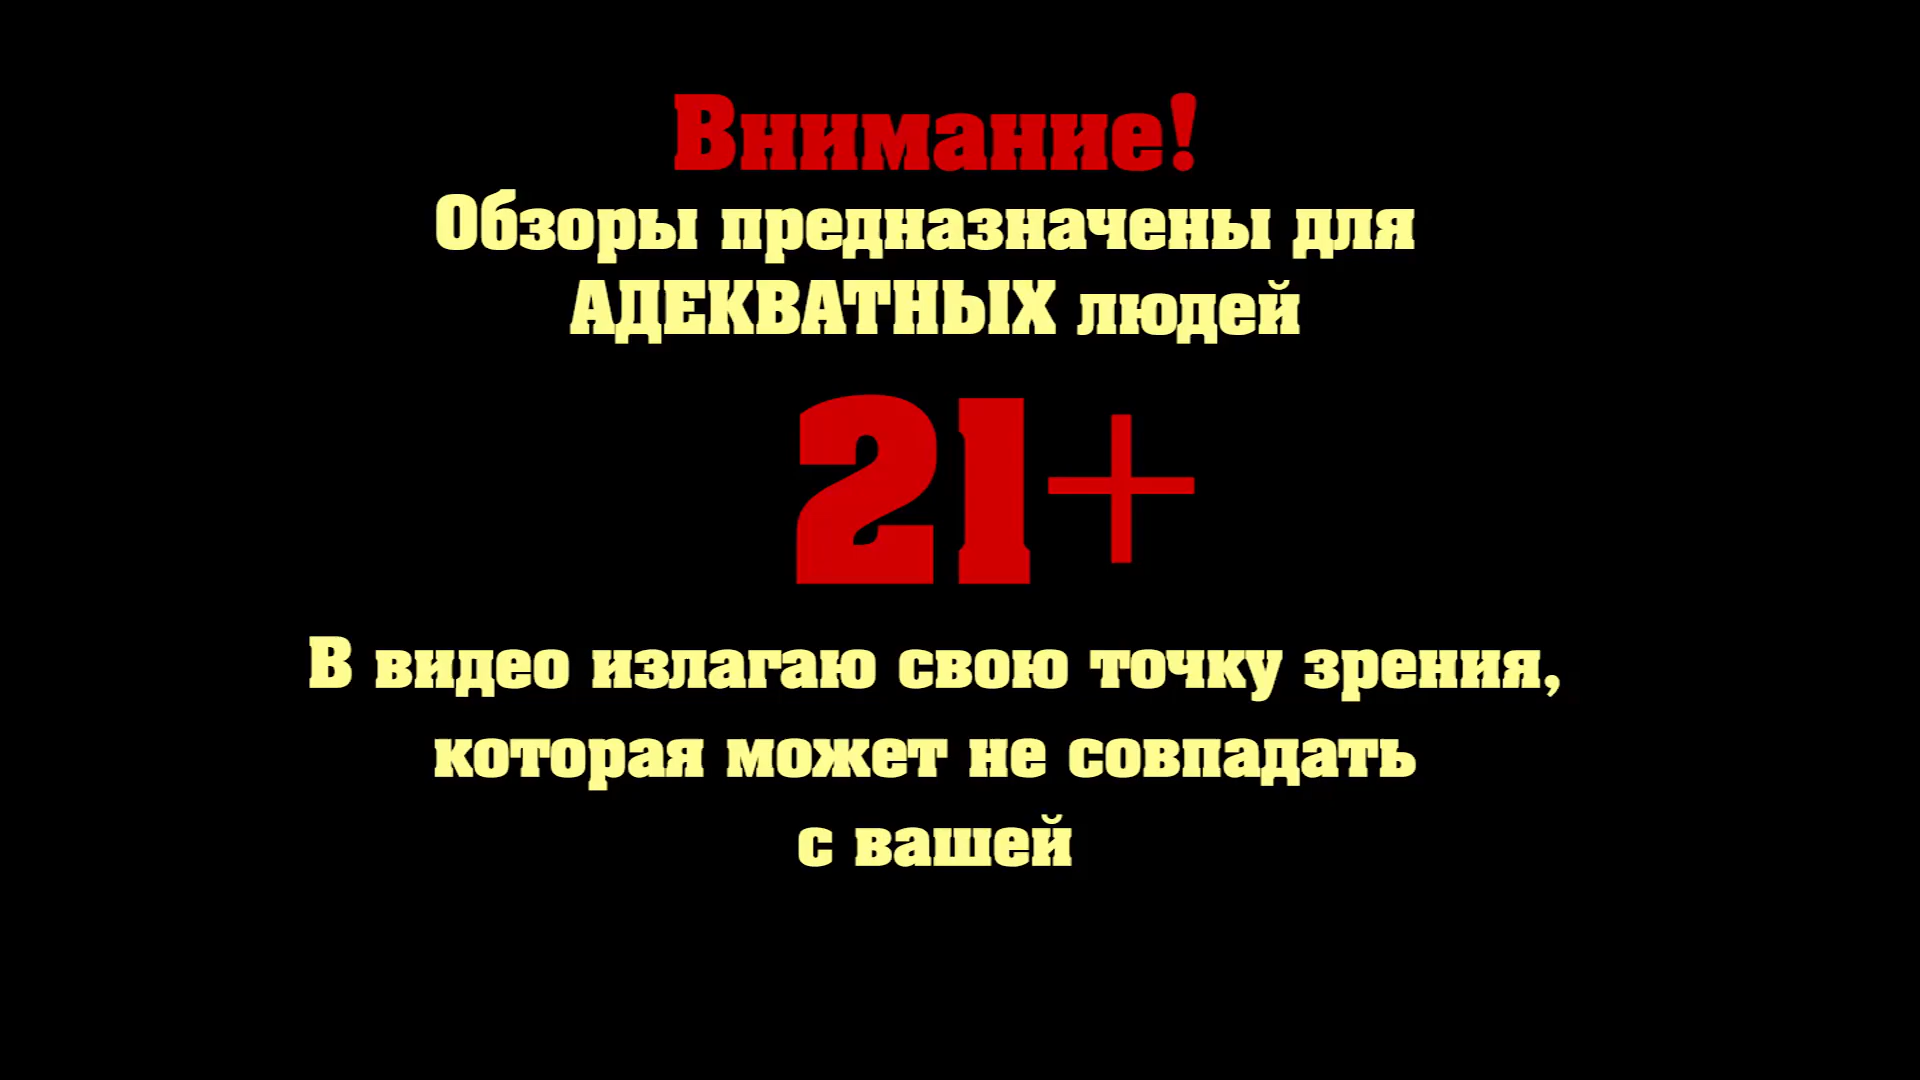 Внимание!
Обзоры предназначены для
АДЕКВАТНЫХ людей
21+
В видео излагаю свою точку зрения,
которая может не совпадать
с вашей